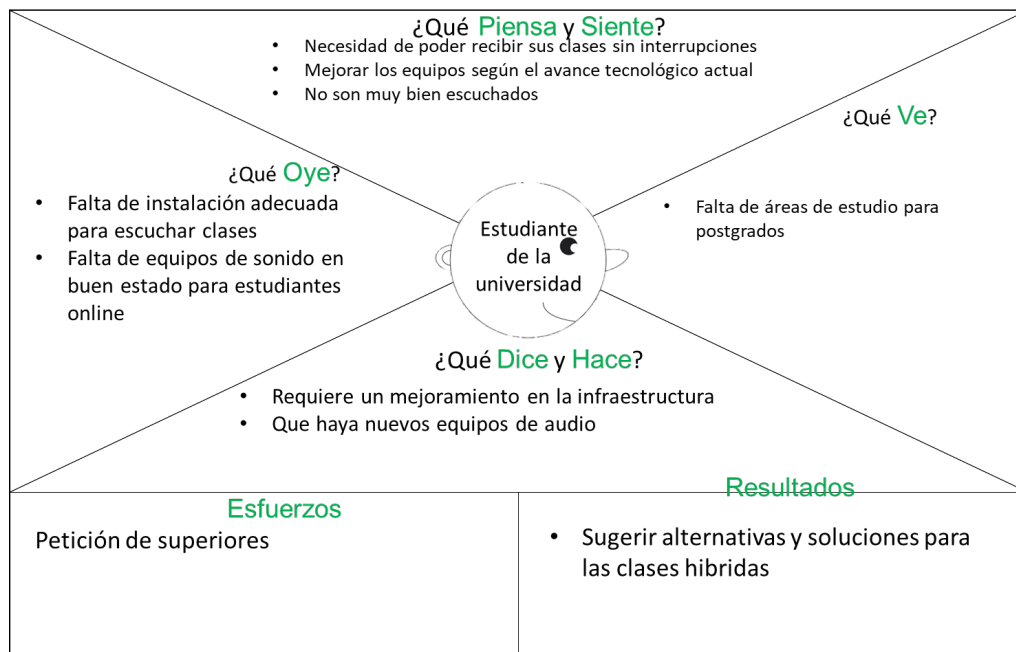 ¿Qué Piensa y Siente?
• Necesidad de poder recibir sus clases sin interrupciones
• Mejorar los equipos según el avance tecnológico actual
• No son muy bien escuchados
¿Qué Ve?
• Falta de áreas de estudio para
postgrados
¿Qué Oye?
• Falta de instalación adecuada
para escuchar clases
• Falta de equipos de sonido en
buen estado para estudiantes
online
Estudiante
de la
universidad
¿Qué Dice y Hace?
• Requiere un mejoramiento en la infraestructura
• Que haya nuevos equipos de audio
Esfuerzos
Petición de superiores
Resultados
• Sugerir alternativas y soluciones para
las clases hibridas